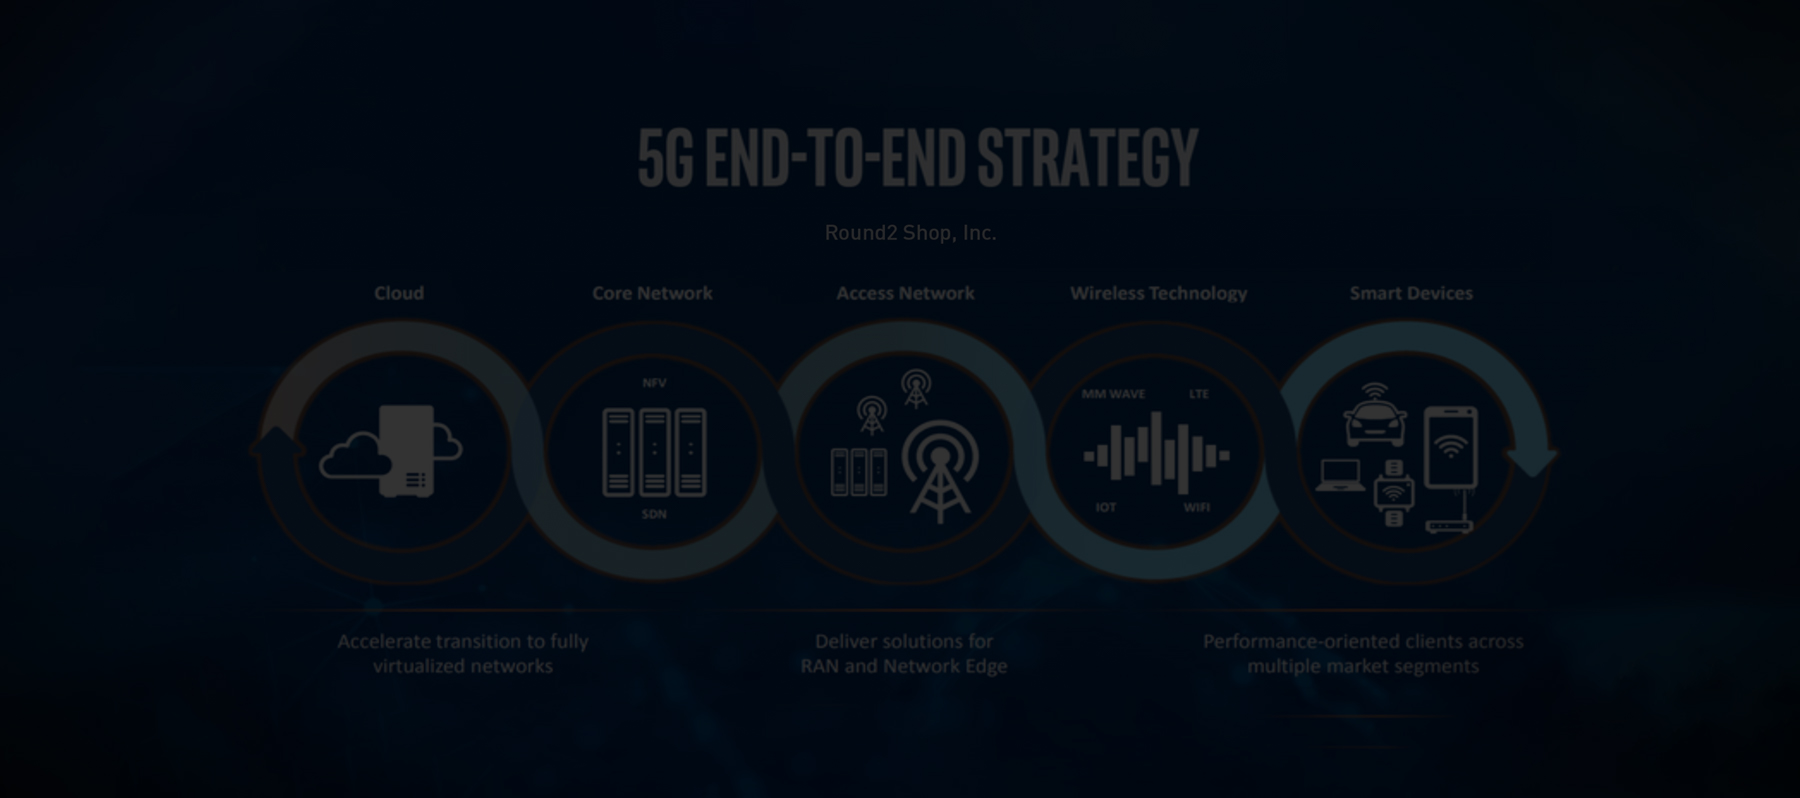 5G END-TO-END STRATEGY
Round2 Shop, Inc.
Cloud
Core Network
Access Network
Wireless Technology
Smart Devices
NFV
SDN
MM WAVE
LTE
IOT
WIFI
Accelerate transition to fully
virtualized networks
Deliver solutions for
RAN and Network Edge
Performance-oriented clients across
multiple market segments